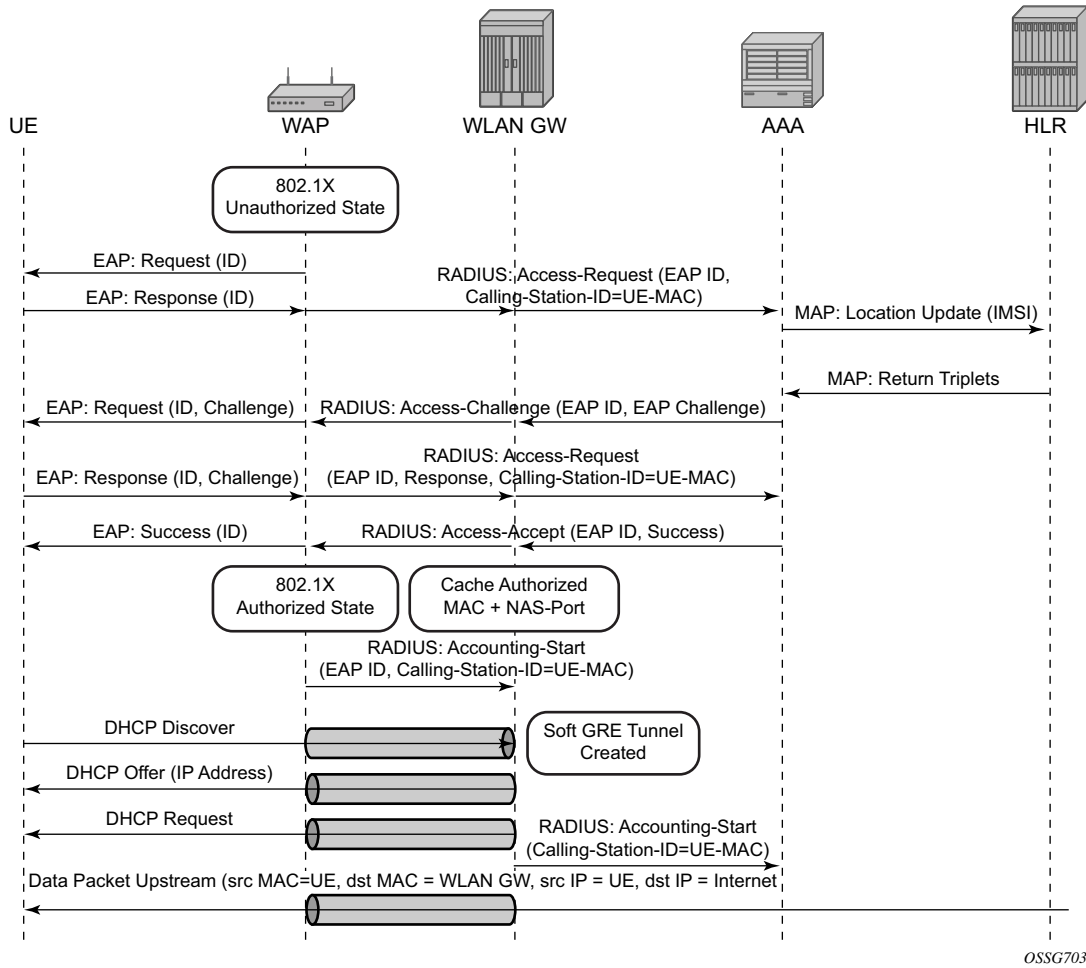 UE
WAP
WLAN GW
AAA
HLR
802.1X
Unauthorized State
EAP: Request (ID)
RADIUS: Access-Request (EAP ID,
Calling-Station-ID=UE-MAC)
EAP: Response (ID)
MAP: Location Update (IMSI)
MAP: Return Triplets
EAP: Request (ID, Challenge)
RADIUS: Access-Challenge (EAP ID, EAP Challenge)
RADIUS: Access-Request
(EAP ID, Response, Calling-Station-ID=UE-MAC)
EAP: Response (ID, Challenge)
EAP: Success (ID)
RADIUS: Access-Accept (EAP ID, Success)
802.1X
Authorized State
Cache Authorized
MAC + NAS-Port
RADIUS: Accounting-Start
(EAP ID, Calling-Station-ID=UE-MAC)
DHCP Discover
Soft GRE Tunnel
Created
DHCP Offer (IP Address)
DHCP Request
RADIUS: Accounting-Start
(Calling-Station-ID=UE-MAC)
Data Packet Upstream (src MAC=UE, dst MAC = WLAN GW, src IP = UE, dst IP = Internet
OSSG703